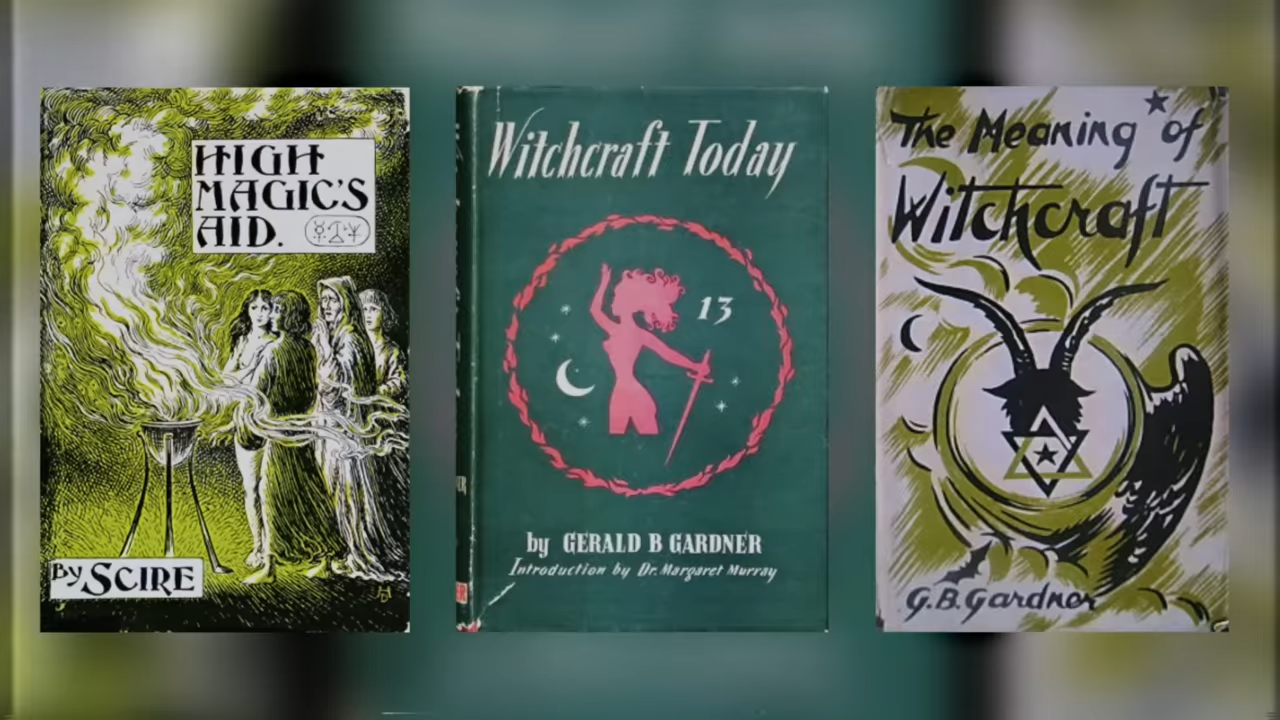 HIGH
MAGIC'S
AID.
By SCIRE
Witchcraft Today
13
by GERALD B GARDNER
Introduction by Dr. Margaret Murray
The Meaning of
Witchcraft
G.B. Gardner